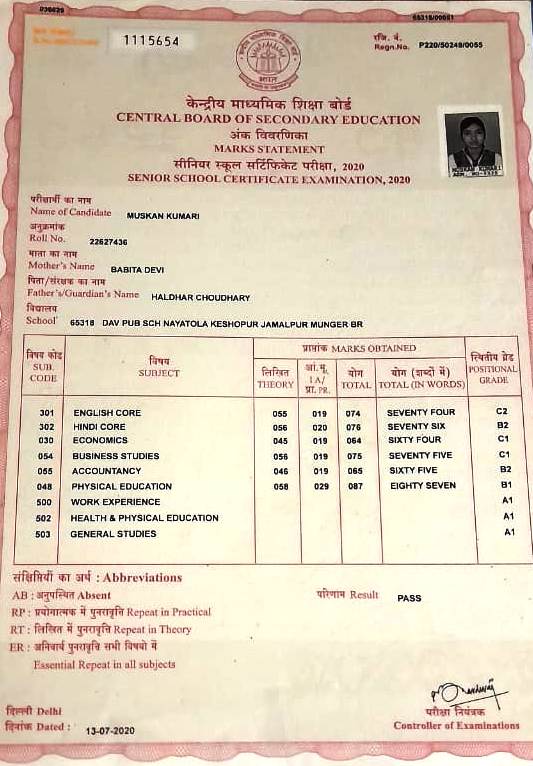 036629
65318/00051
1115654
रजि. नं.
Regn.No. P220/50249/0055
भारत
केन्द्रीय माध्यमिक शिक्षा बोर्ड
CENTRAL BOARD OF SECONDARY EDUCATION
अंक विवरणिका
MARKS STATEMENT
सीनियर स्कूल सर्टिफिकेट परीक्षा, 2020
SENIOR SCHOOL CERTIFICATE EXAMINATION, 2020
MUSKAN KUMARI
परीक्षार्थी का नाम
Name of Candidate MUSKAN KUMARI
अनुक्रमांक
Roll No. 22627436
माता का नाम
Mother's Name BABITA DEVI
पिता/संरक्षक का नाम
Father's/Guardian's Name HALDHAR CHOUDHARY
विद्यालय
School 65318 DAV PUB SCH NAYATOLA KESHOPUR JAMALPUR MUNGER BR
विषय कोड SUB. CODE
विषय SUBJECT
प्राप्तांक MARKS OBTAINED
लिखित THEORY
आं.मू. IA/ प्रा. PR.
योग TOTAL
योग (शब्दों में) TOTAL (IN WORDS)
स्थितीय ग्रेड POSITIONAL GRADE
301 ENGLISH CORE 055 019 074 SEVENTY FOUR C2
302 HINDI CORE 056 020 076 SEVENTY SIX B2
030 ECONOMICS 045 019 064 SIXTY FOUR C1
054 BUSINESS STUDIES 056 019 075 SEVENTY FIVE C1
055 ACCOUNTANCY 046 019 065 SIXTY FIVE B2
048 PHYSICAL EDUCATION 058 029 087 EIGHTY SEVEN B1
500 WORK EXPERIENCE A1
502 HEALTH & PHYSICAL EDUCATION A1
503 GENERAL STUDIES A1
संक्षिप्तियों का अर्थ : Abbreviations
AB : अनुपस्थित Absent
परिणाम Result PASS
RP : प्रयोगात्मक में पुनरावृत्ति Repeat in Practical
RT : लिखित में पुनरावृत्ति Repeat in Theory
ER : अनिवार्य पुनरावृत्ति सभी विषयो में
Essential Repeat in all subjects
दिल्ली Delhi
दिनांक Dated : 13-07-2020
परीक्षा नियंत्रक
Controller of Examinations